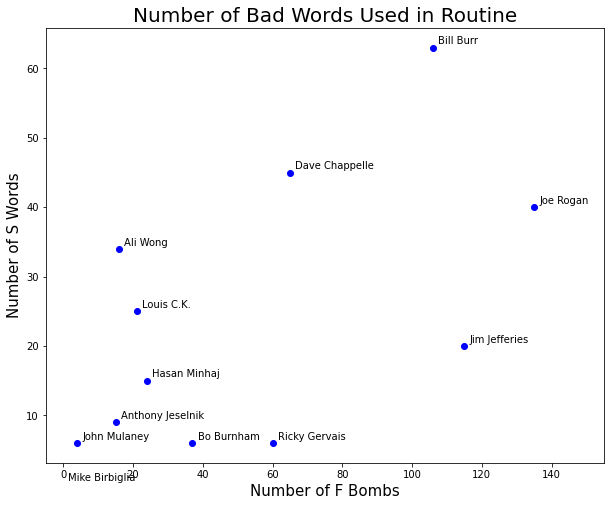 Number of Bad Words Used in Routine
Bill Burr
60
50
Dave Chappelle
Number of S Words
40
Joe Rogan
Ali Wong
30
Louis C.K.
20
Jim Jefferies
Hasan Minhaj
10
Anthony Jeselnik
John Mulaney
Bo Burnham
Ricky Gervais
0 20 40 60 80 100 120 140
Mike Birbiglia
Number of F Bombs